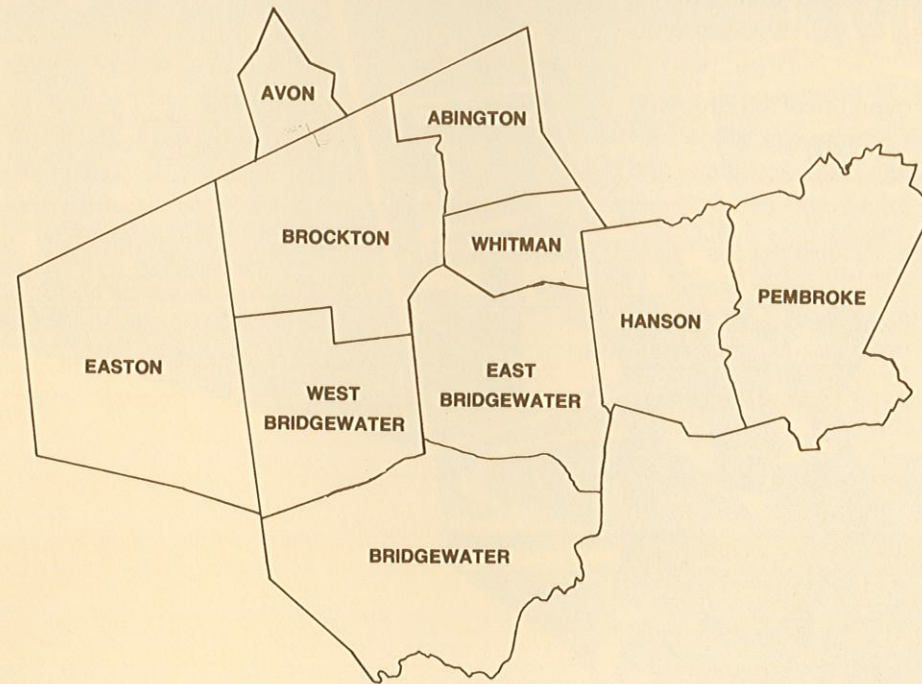 AVON
ABINGTON
BROCKTON
WHITMAN
PEMBROKE
HANSON
EASTON
EAST
BRIDGEWATER
WEST
BRIDGEWATER
BRIDGEWATER